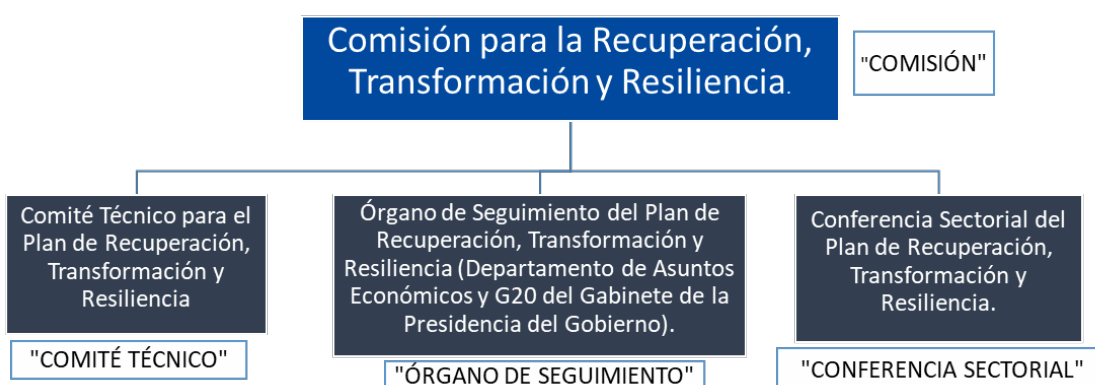 Comisión para la Recuperación,
Transformación y Resiliencia.
"COMISIÓN"
Comité Técnico para el
Plan de Recuperación,
Transformación y
Resiliencia
"COMITÉ TÉCNICO"
Órgano de Seguimiento del Plan de
Recuperación, Transformación y
Resiliencia (Departamento de Asuntos
Económicos y G20 del Gabinete de la
Presidencia del Gobierno).
"ÓRGANO DE SEGUIMIENTO"
Conferencia Sectorial del
Plan de Recuperación,
Transformación y
Resiliencia.
"CONFERENCIA SECTORIAL"